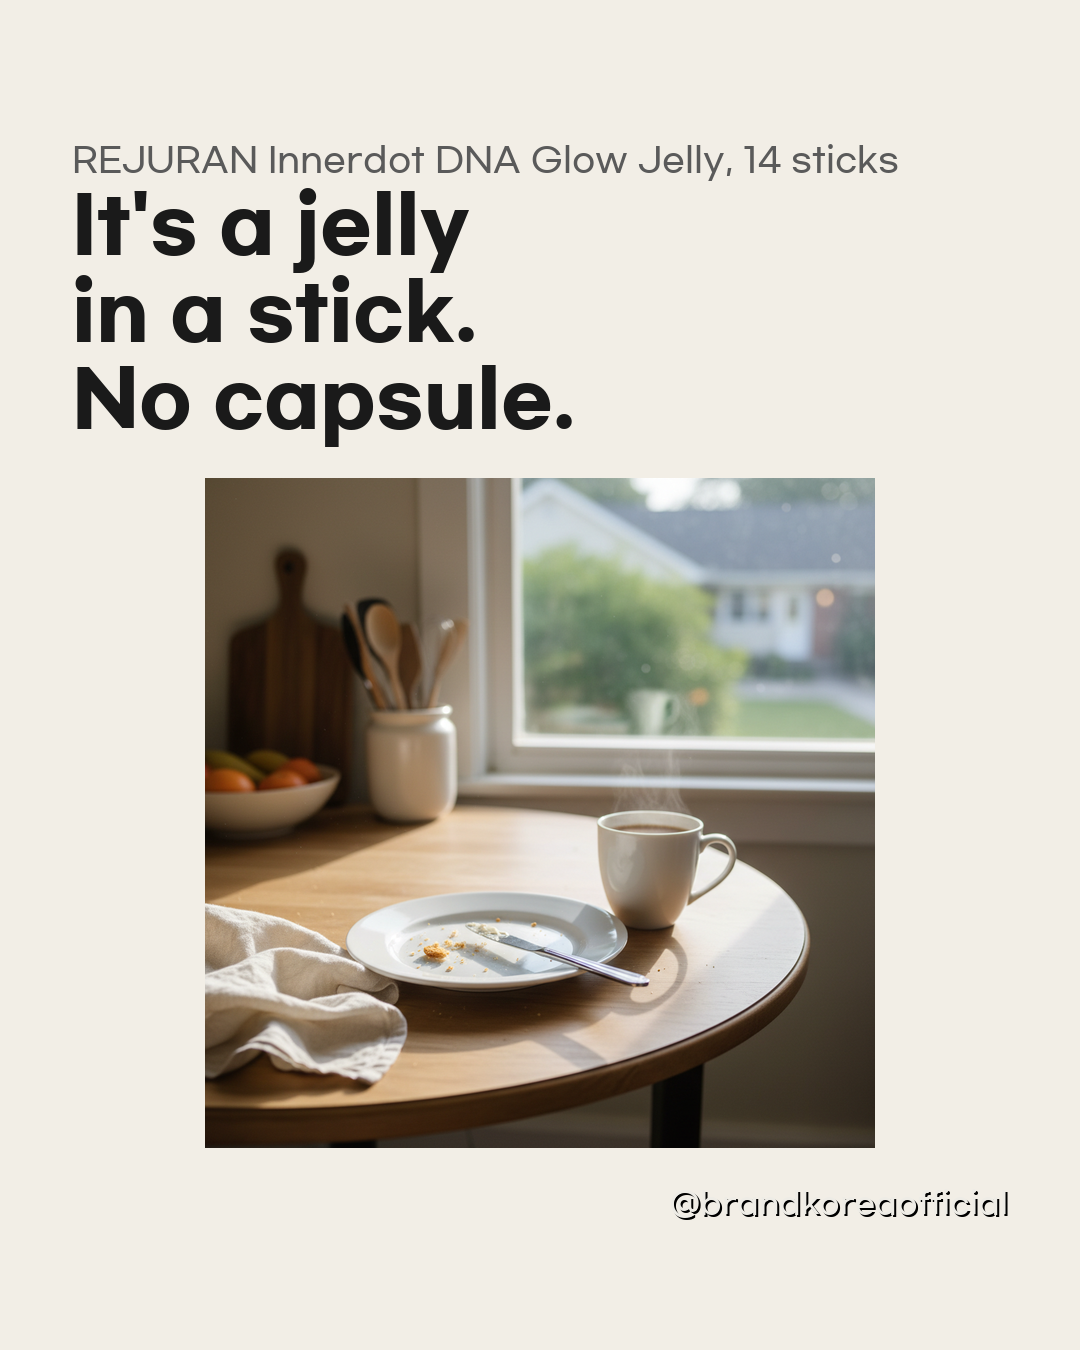 REJURAN Innerdot DNA Glow Jelly, 14 sticks
It's a jelly
in a stick.
No capsule.
@brandkoreaofficial